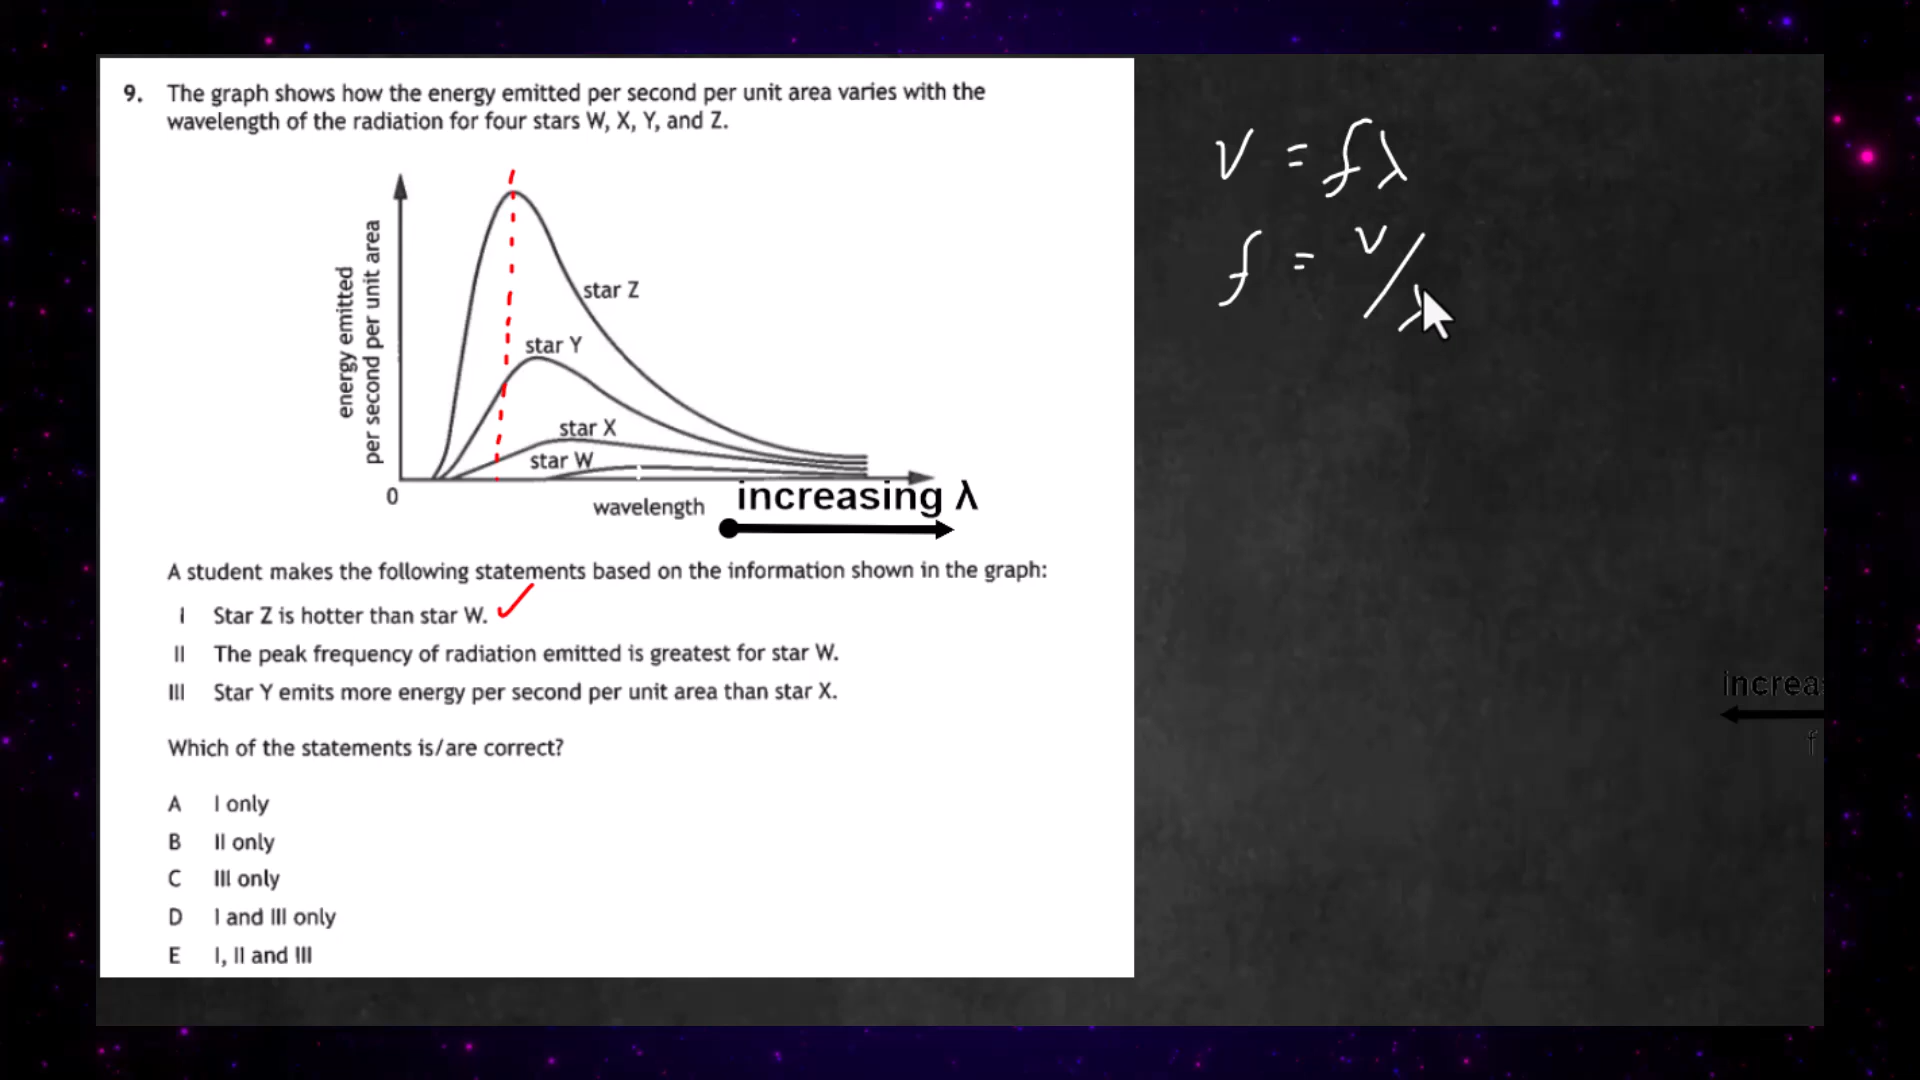 9. The graph shows how the energy emitted per second per unit area varies with the
wavelength of the radiation for four stars W, X, Y, and Z.
energy emitted
per second per unit area
star Z
star Y
star X
star W
0
wavelength
increasing λ
A student makes the following statements based on the information shown in the graph:
I Star Z is hotter than star W.
II The peak frequency of radiation emitted is greatest for star W.
III Star Y emits more energy per second per unit area than star X.
Which of the statements is/are correct?
A I only
B II only
C III only
D I and III only
E I, II and III
v = fλ
f = v/λ
increa
f